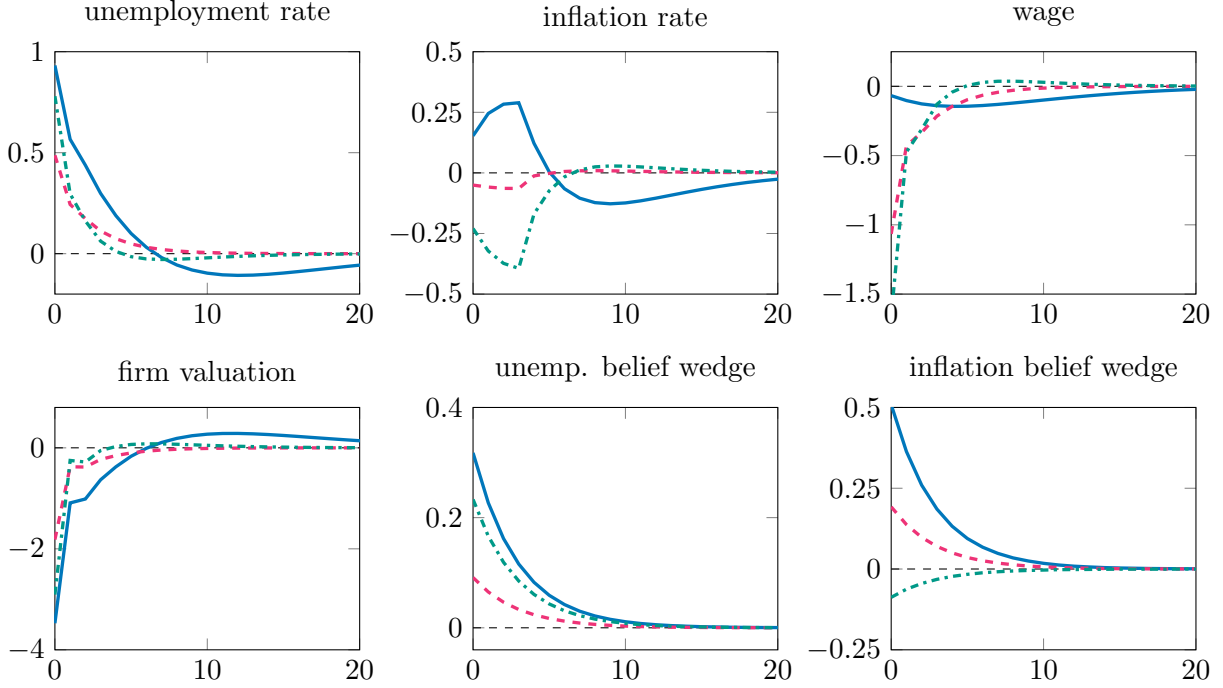 unemployment rate
inflation rate
wage
1
0.5
0
0 10 20
0.5
0.25
0
−0.25
−0.5
0 10 20
0
−0.5
−1
−1.5
0 10 20
firm valuation
unemp. belief wedge
inflation belief wedge
0
−2
−4
0 10 20
0.4
0.2
0
0 10 20
0.5
0.25
0
−0.25
0 10 20